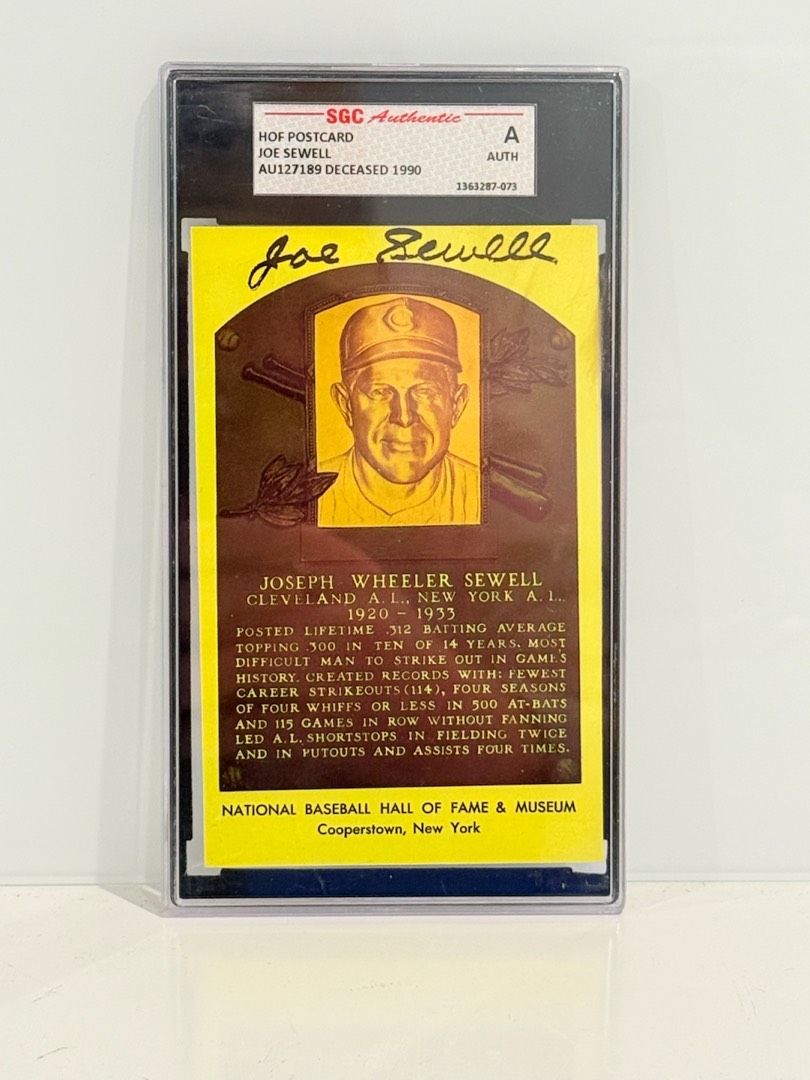 SGC Authentic
HOF POSTCARD
JOE SEWELL
AU127189 DECEASED 1990
A
AUTH
1363287-073
Joe Sewell
C
JOSEPH WHEELER SEWELL
CLEVELAND A.L., NEW YORK A.L.
1920 - 1933
POSTED LIFETIME .312 BATTING AVERAGE
TOPPING .300 IN TEN OF 14 YEARS. MOST
DIFFICULT MAN TO STRIKE OUT IN GAME'S
HISTORY. CREATED RECORDS WITH: FEWEST
CAREER STRIKEOUTS (114), FOUR SEASONS
OF FOUR WHIFFS OR LESS IN 500 AT-BATS
AND 115 GAMES IN ROW WITHOUT FANNING
LED A.L. SHORTSTOPS IN FIELDING TWICE
AND IN PUTOUTS AND ASSISTS FOUR TIMES.
NATIONAL BASEBALL HALL OF FAME & MUSEUM
Cooperstown, New York